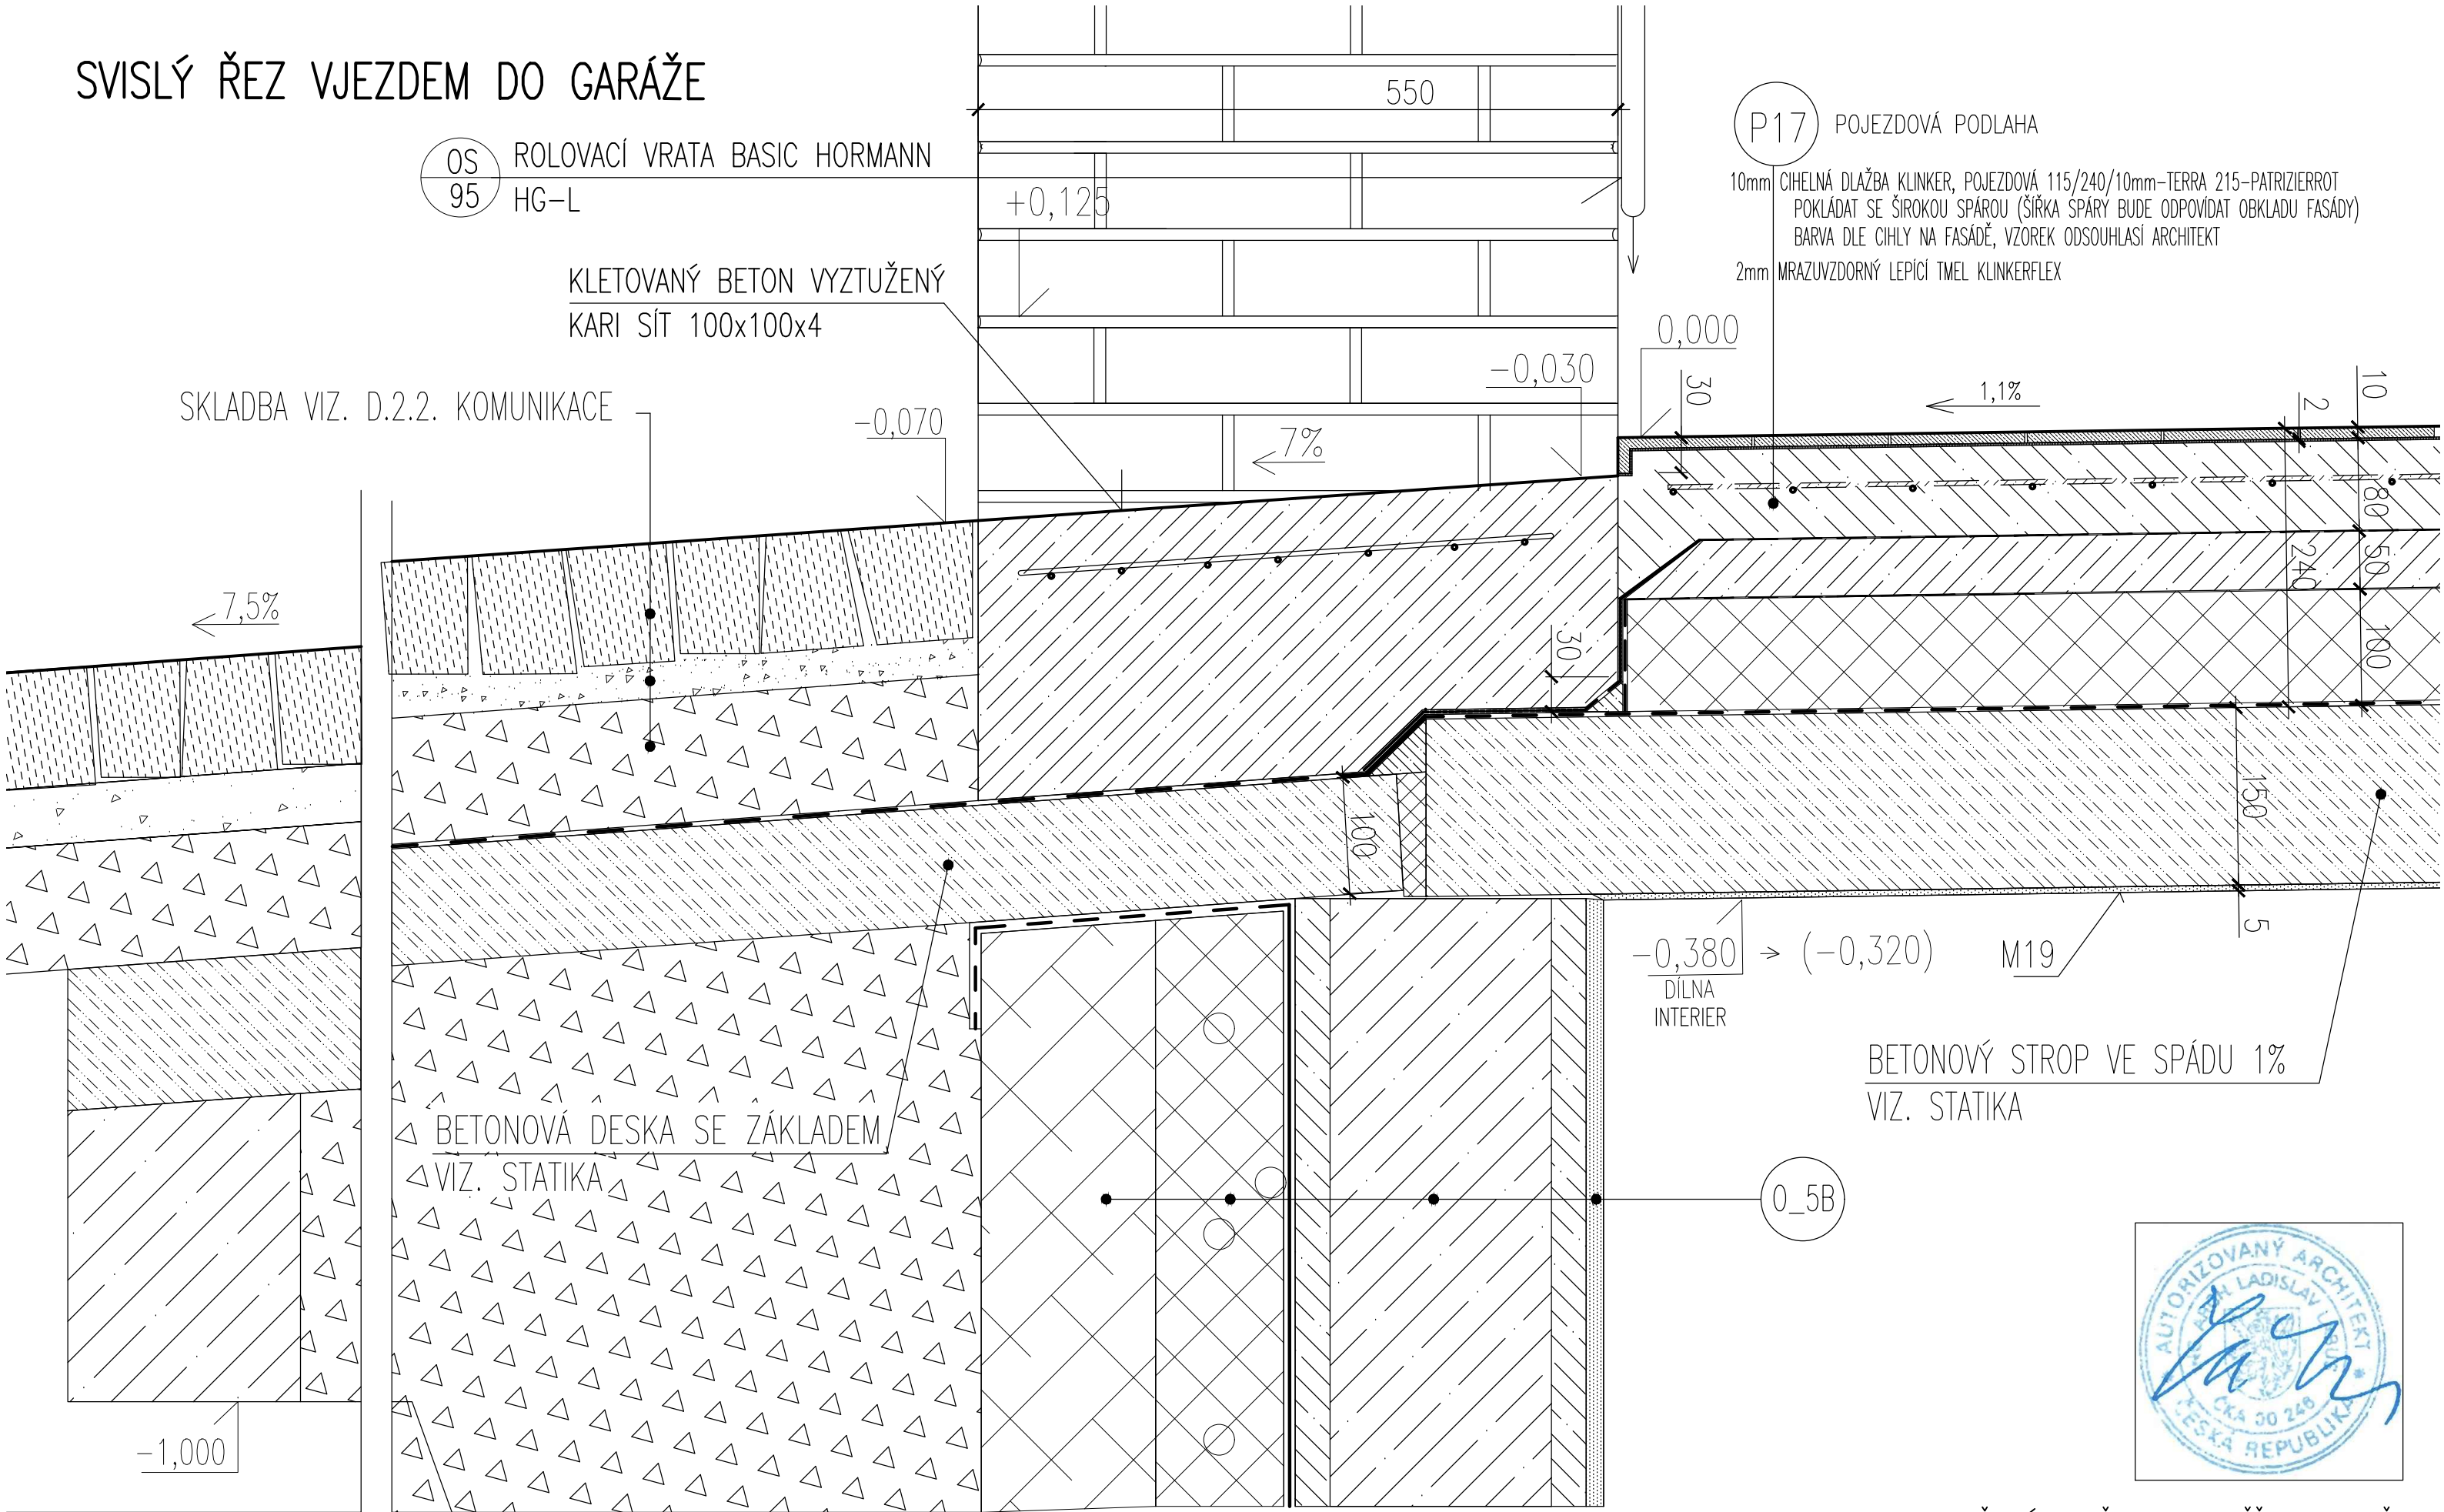 SVISLÝ ŘEZ VJEZDEM DO GARÁŽE
550
P17 POJEZDOVÁ PODLAHA
OS
95
ROLOVACÍ VRATA BASIC HORMANN
HG-L
10mm CIHELNÁ DLAŽBA KLINKER, POJEZDOVÁ 115/240/10mm-TERRA 215-PATRIZIERROT
POKLÁDAT SE ŠIROKOU SPÁROU (ŠÍŘKA SPÁRY BUDE ODPOVÍDAT OBKLADU FASÁDY)
BARVA DLE CIHLY NA FASÁDĚ, VZOREK ODSOUHLASÍ ARCHITEKT
2mm MRAZUVZDORNÝ LEPÍCÍ TMEL KLINKERFLEX
+0,125
KLETOVANÝ BETON VYZTUŽENÝ
KARI SÍT 100x100x4
0,000
-0,030
30
1,1%
2
10
SKLADBA VIZ. D.2.2. KOMUNIKACE
-0,070
7%
80
240
50
7,5%
30
100
150
100
5
-0,380 → (-0,320)
DÍLNA
INTERIER
M19
BETONOVÝ STROP VE SPÁDU 1%
VIZ. STATIKA
BETONOVÁ DESKA SE ZÁKLADEM
VIZ. STATIKA
0_5B
-1,000
AUTORIZOVANÝ ARCHITEKT
LADISLAV
ČKA 00 246
ČESKÁ REPUBLIKA